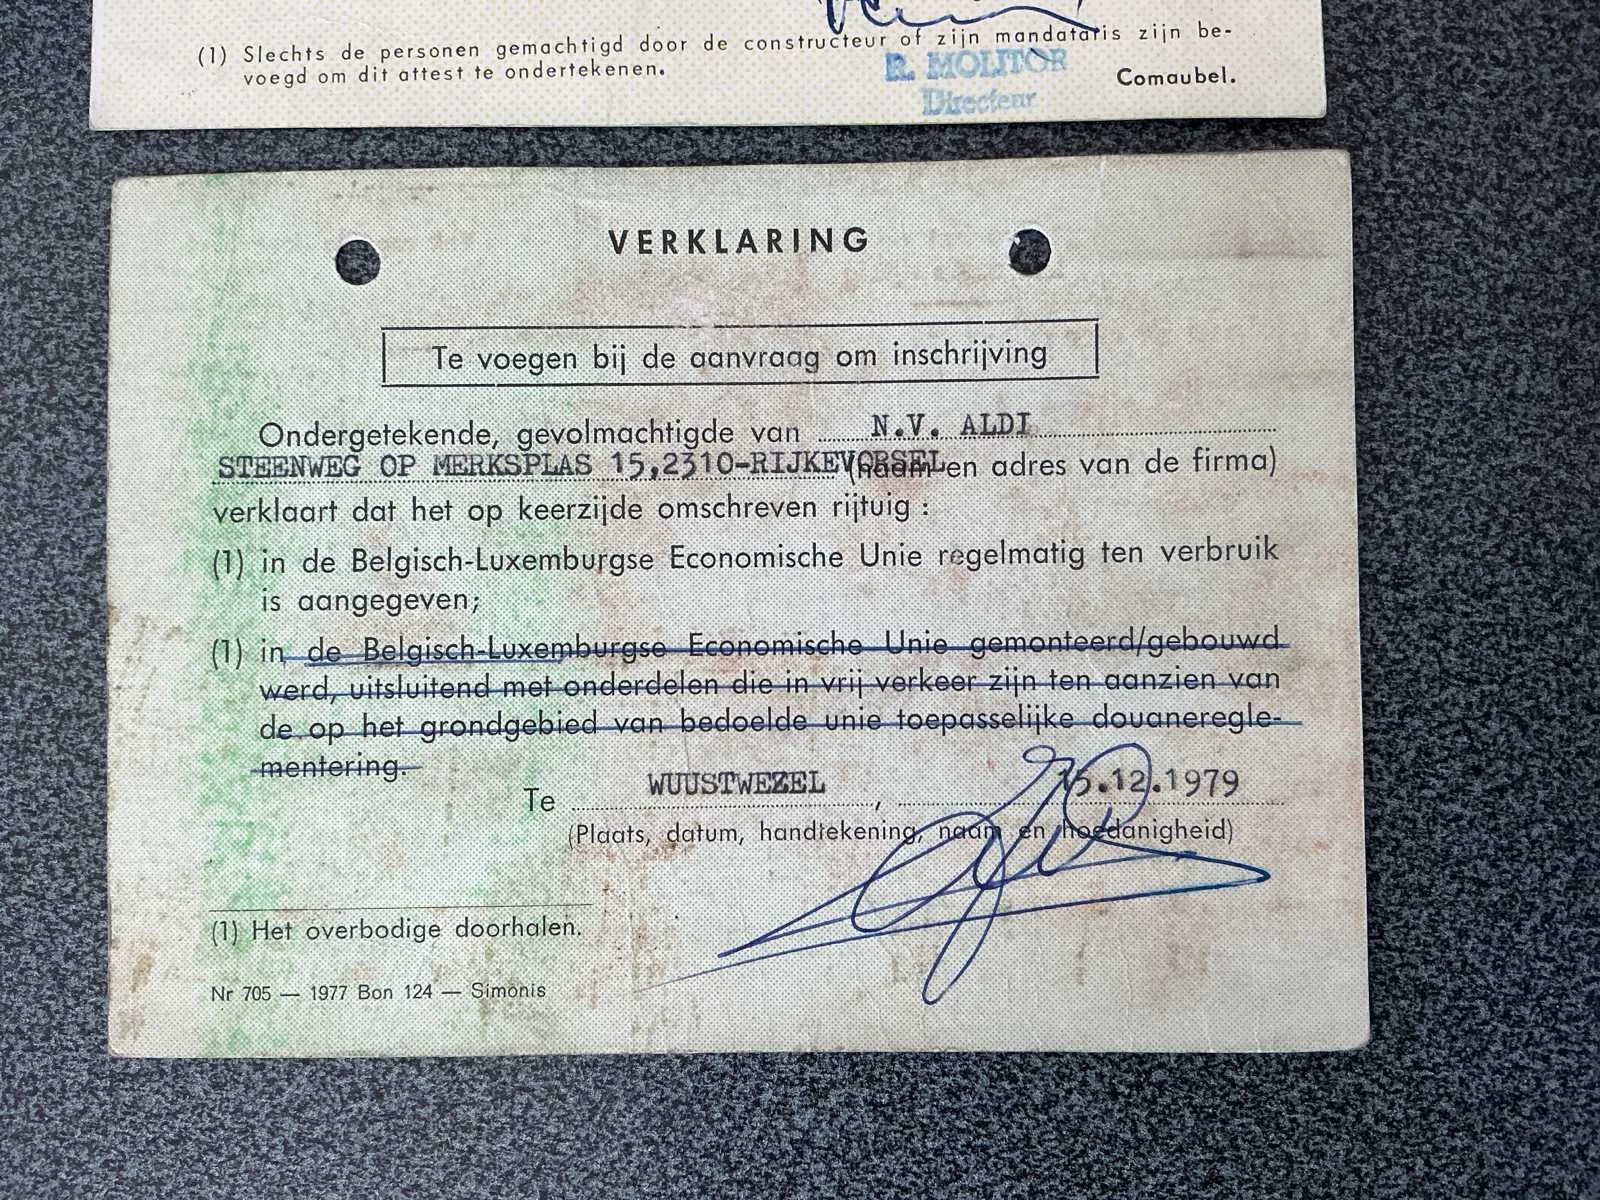 (1) Slechts de personen gemachtigd door de constructeur of zijn mandataris zijn be-
voegd om dit attest te ondertekenen.
R. MOLITOR
Directeur
Comaubel.
VERKLARING
Te voegen bij de aanvraag om inschrijving
Ondergetekende, gevolmachtigde van N.V. ALDI
STEENWEG OP MERKSPLAS 15,2310-RIJKEVORSEL (naam en adres van de firma)
verklaart dat het op keerzijde omschreven rijtuig :
(1) in de Belgisch-Luxemburgse Economische Unie regelmatig ten verbruik
is aangegeven;
(1) in de Belgisch-Luxemburgse Economische Unie gemonteerd/gebouwd
werd, uitsluitend met onderdelen die in vrij verkeer zijn ten aanzien van
de op het grondgebied van bedoelde unie toepasselijke douaneregle-
mentering.
Te WUUSTWEZEL, 15.12.1979
(Plaats, datum, handtekening, naam en hoedanigheid)
(1) Het overbodige doorhalen.
Nr 705 — 1977 Bon 124 — Simonis